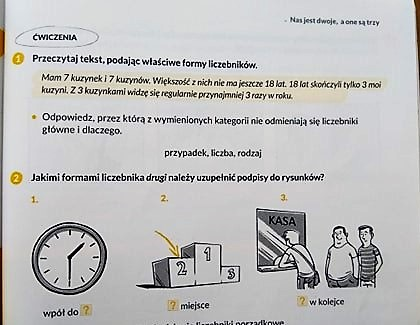 Nas jest dwoje, a one są trzy
ĆWICZENIA
1 Przeczytaj tekst, podając właściwe formy liczebników.
Mam 7 kuzynek i 7 kuzynów. Większość z nich nie ma jeszcze 18 lat. 18 lat skończyli tylko 3 moi
kuzyni. Z 3 kuzynkami widzę się regularnie przynajmniej 3 razy w roku.
• Odpowiedz, przez którą z wymienionych kategorii nie odmieniają się liczebniki
główne i dlaczego.
przypadek, liczba, rodzaj
2 Jakimi formami liczebnika drugi należy uzupełnić podpisy do rysunków?
1. 2. 3.
KASA
2 1 3
wpół do ?
? miejsce
? w kolejce
liczebniki porządkowe